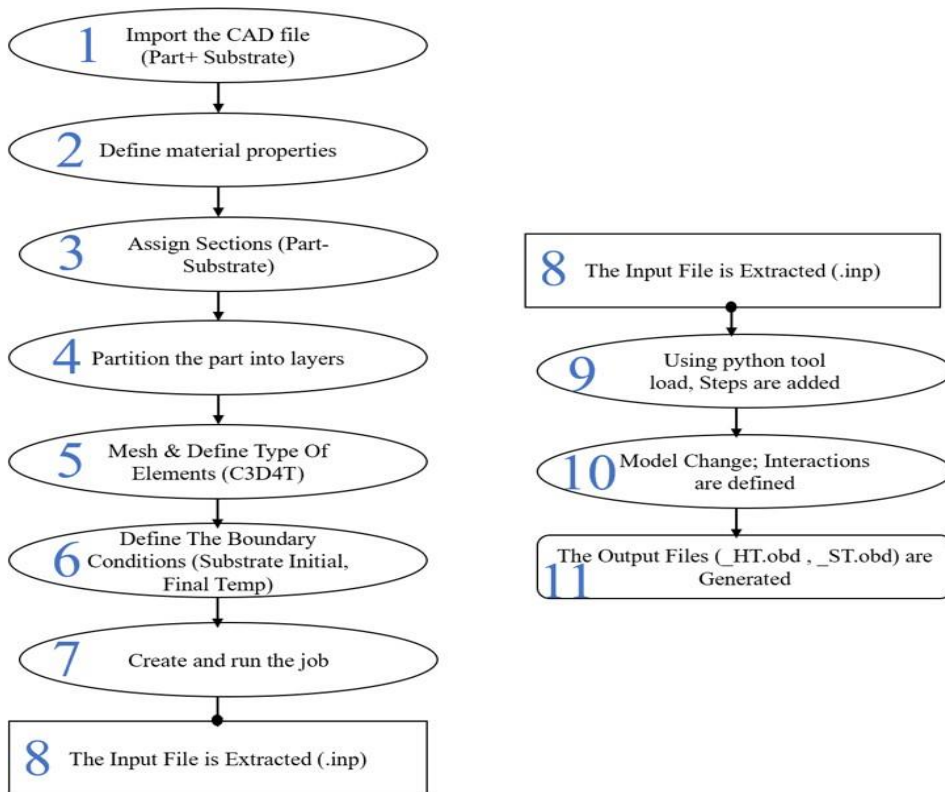 1 Import the CAD file
(Part+ Substrate)
2 Define material properties
3 Assign Sections (Part-
Substrate)
4 Partition the part into layers
5 Mesh & Define Type Of
Elements (C3D4T)
6 Define The Boundary
Conditions (Substrate Initial,
Final Temp)
7 Create and run the job
8 The Input File is Extracted (.inp)
8 The Input File is Extracted (.inp)
9 Using python tool
load, Steps are added
10 Model Change; Interactions
are defined
11 The Output Files (_HT.obd , _ST.obd) are
Generated